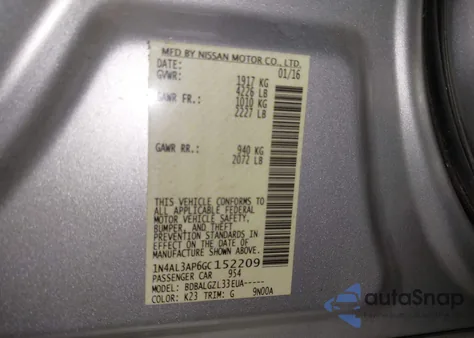 MFD BY NISSAN MOTOR CO., LTD.
DATE: 01/16
GVWR: 1917 KG
4226 LB
GAWR FR.: 1010 KG
2227 LB
GAWR RR.: 940 KG
2072 LB
THIS VEHICLE CONFORMS TO
ALL APPLICABLE FEDERAL
MOTOR VEHICLE SAFETY,
BUMPER, AND THEFT
PREVENTION STANDARDS IN
EFFECT ON THE DATE OF
MANUFACTURE SHOWN ABOVE.
1N4AL3AP6GC152209
PASSENGER CAR 954
MODEL: BDBALGZL33EUA-----
COLOR: K23 TRIM: G 9N00A
autoSnap